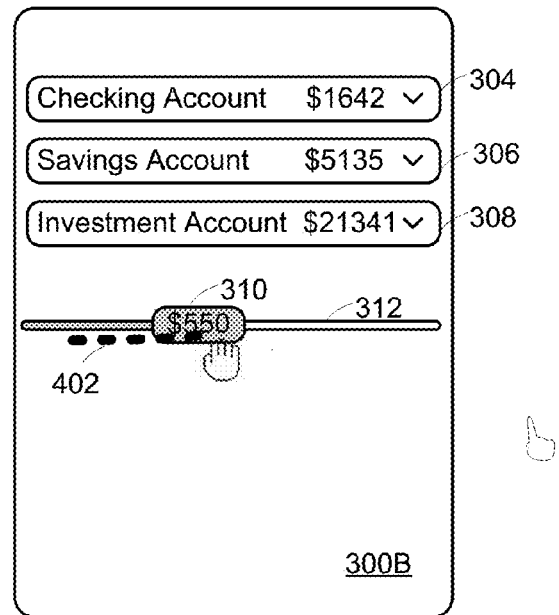 Checking Account $1642 304
Savings Account $5135 306
Investment Account $21341 308
310
312
$550
402
300B